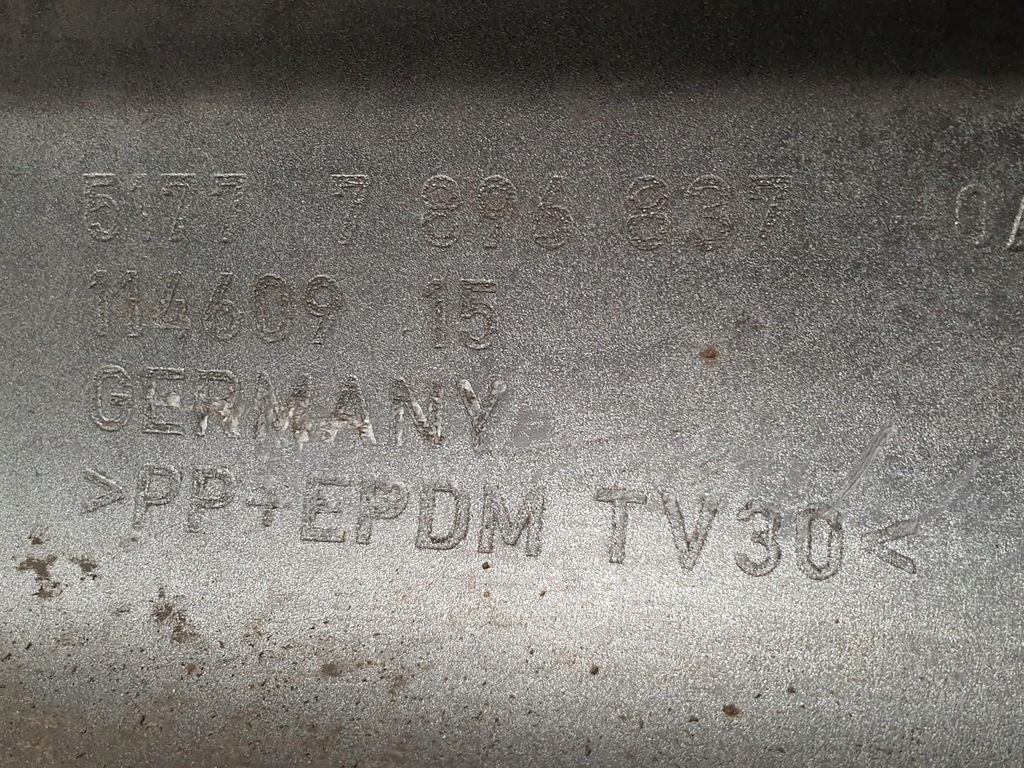 5177 7 896 837
114609 15
GERMANY
>PP+EPDM TV30<